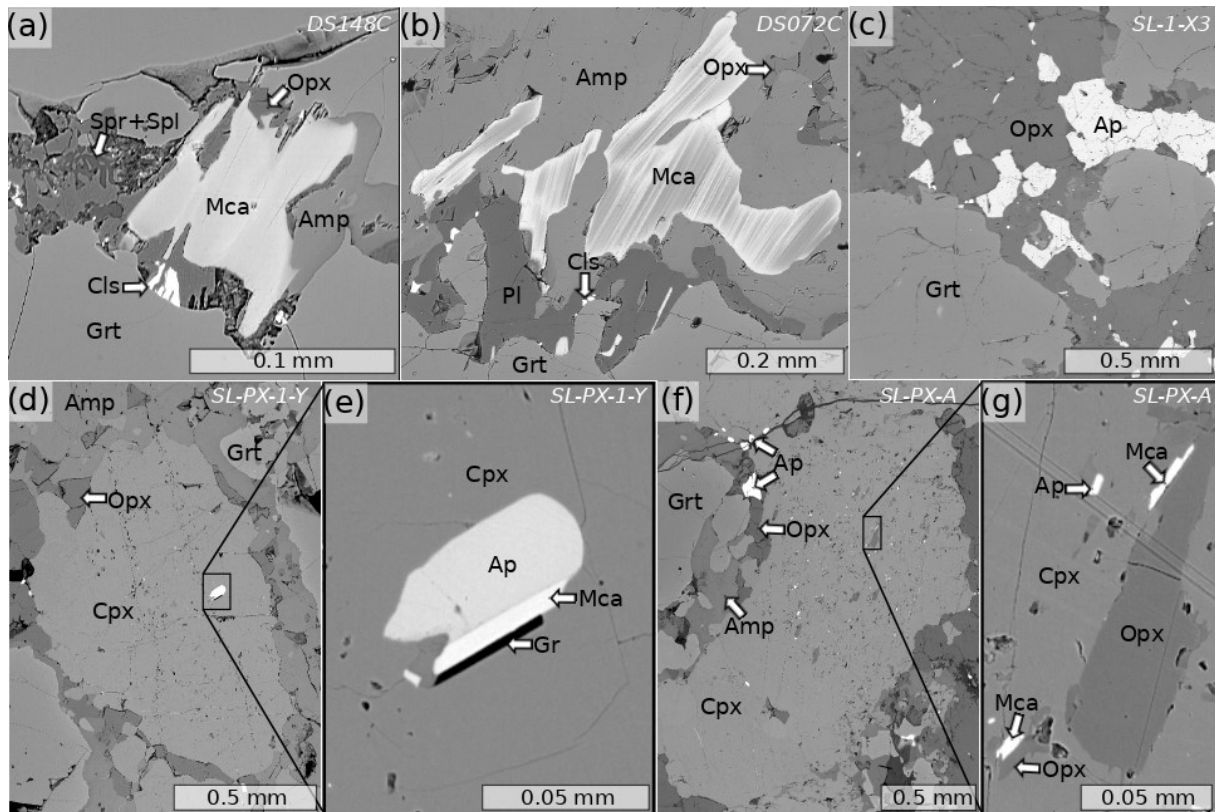 (a)
DS148C
Opx
Spr+Spl
Mca
Amp
Cls
Grt
0.1 mm
(b)
DS072C
Amp
Opx
Mca
Cls
Pl
Grt
0.2 mm
(c)
SL-1-X3
Opx
Ap
Grt
0.5 mm
(d)
SL-PX-1-Y
Amp
Grt
Opx
Cpx
0.5 mm
(e)
SL-PX-1-Y
Cpx
Ap
Mca
Gr
0.05 mm
(f)
SL-PX-A
Ap
Grt
Opx
Amp
Cpx
0.5 mm
(g)
SL-PX-A
Mca
Ap
Cpx
Opx
Mca
Opx
0.05 mm